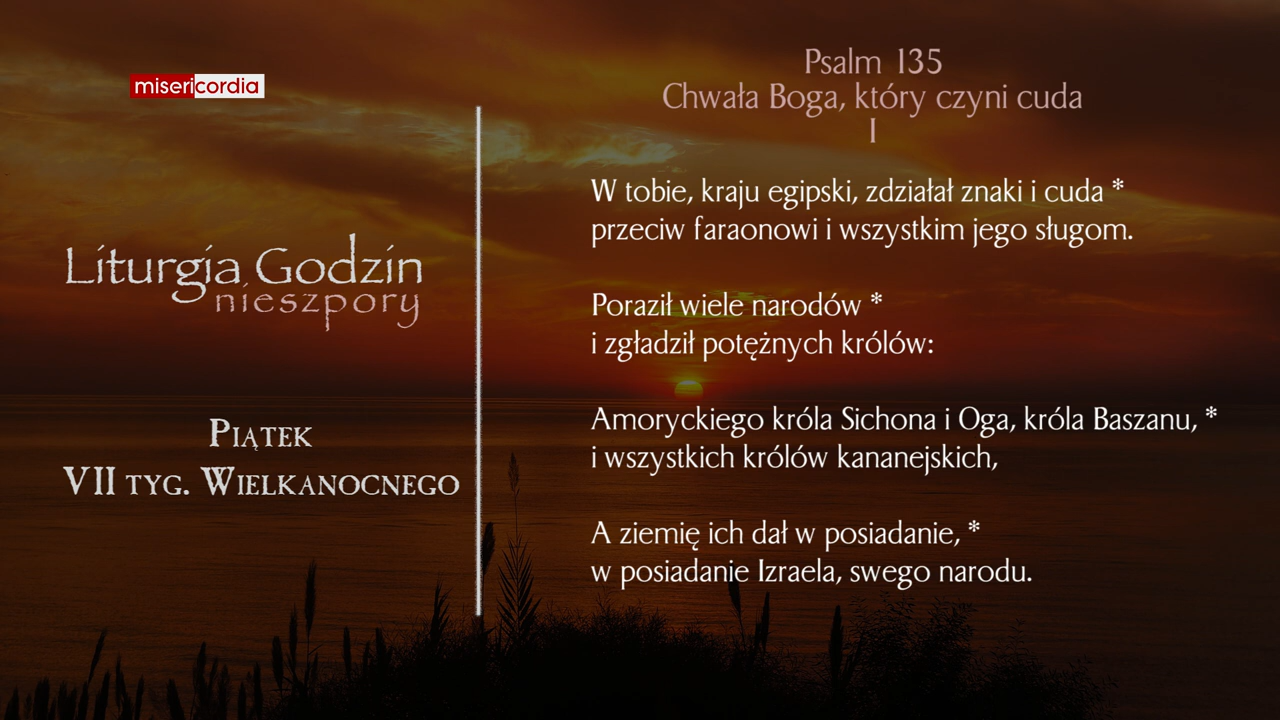 misericordia
Liturgia Godzin
nieszpory
Piątek
VII tyg. Wielkanocnego
Psalm 135
Chwała Boga, który czyni cuda
I
W tobie, kraju egipski, zdziałał znaki i cuda *
przeciw faraonowi i wszystkim jego sługom.
Poraził wiele narodów *
i zgładził potężnych królów:
Amoryckiego króla Sichona i Oga, króla Baszanu, *
i wszystkich królów kananejskich,
A ziemię ich dał w posiadanie, *
w posiadanie Izraela, swego narodu.